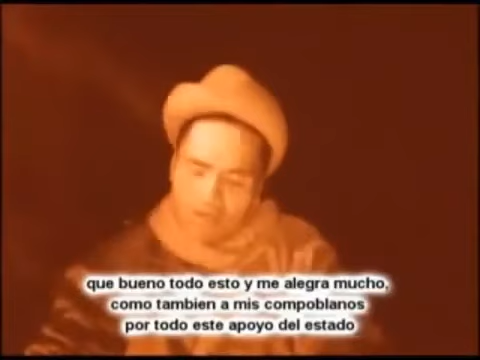 que bueno todo esto y me alegra mucho,
como tambien a mis compoblanos
por todo este apoyo del estado